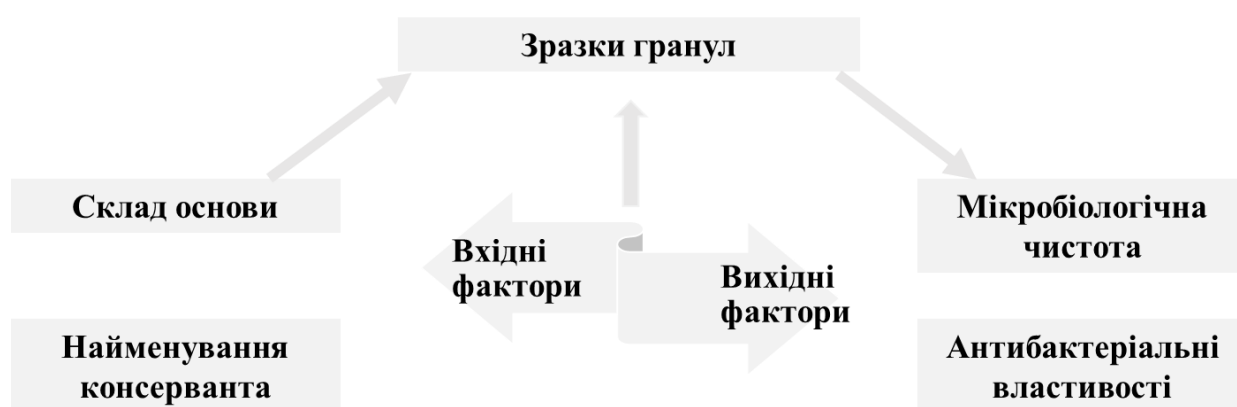 Зразки гранул
Склад основи
Вхідні
фактори
Вихідні
фактори
Мікробіологічна
чистота
Найменування
консерванта
Антибактеріальні
властивості